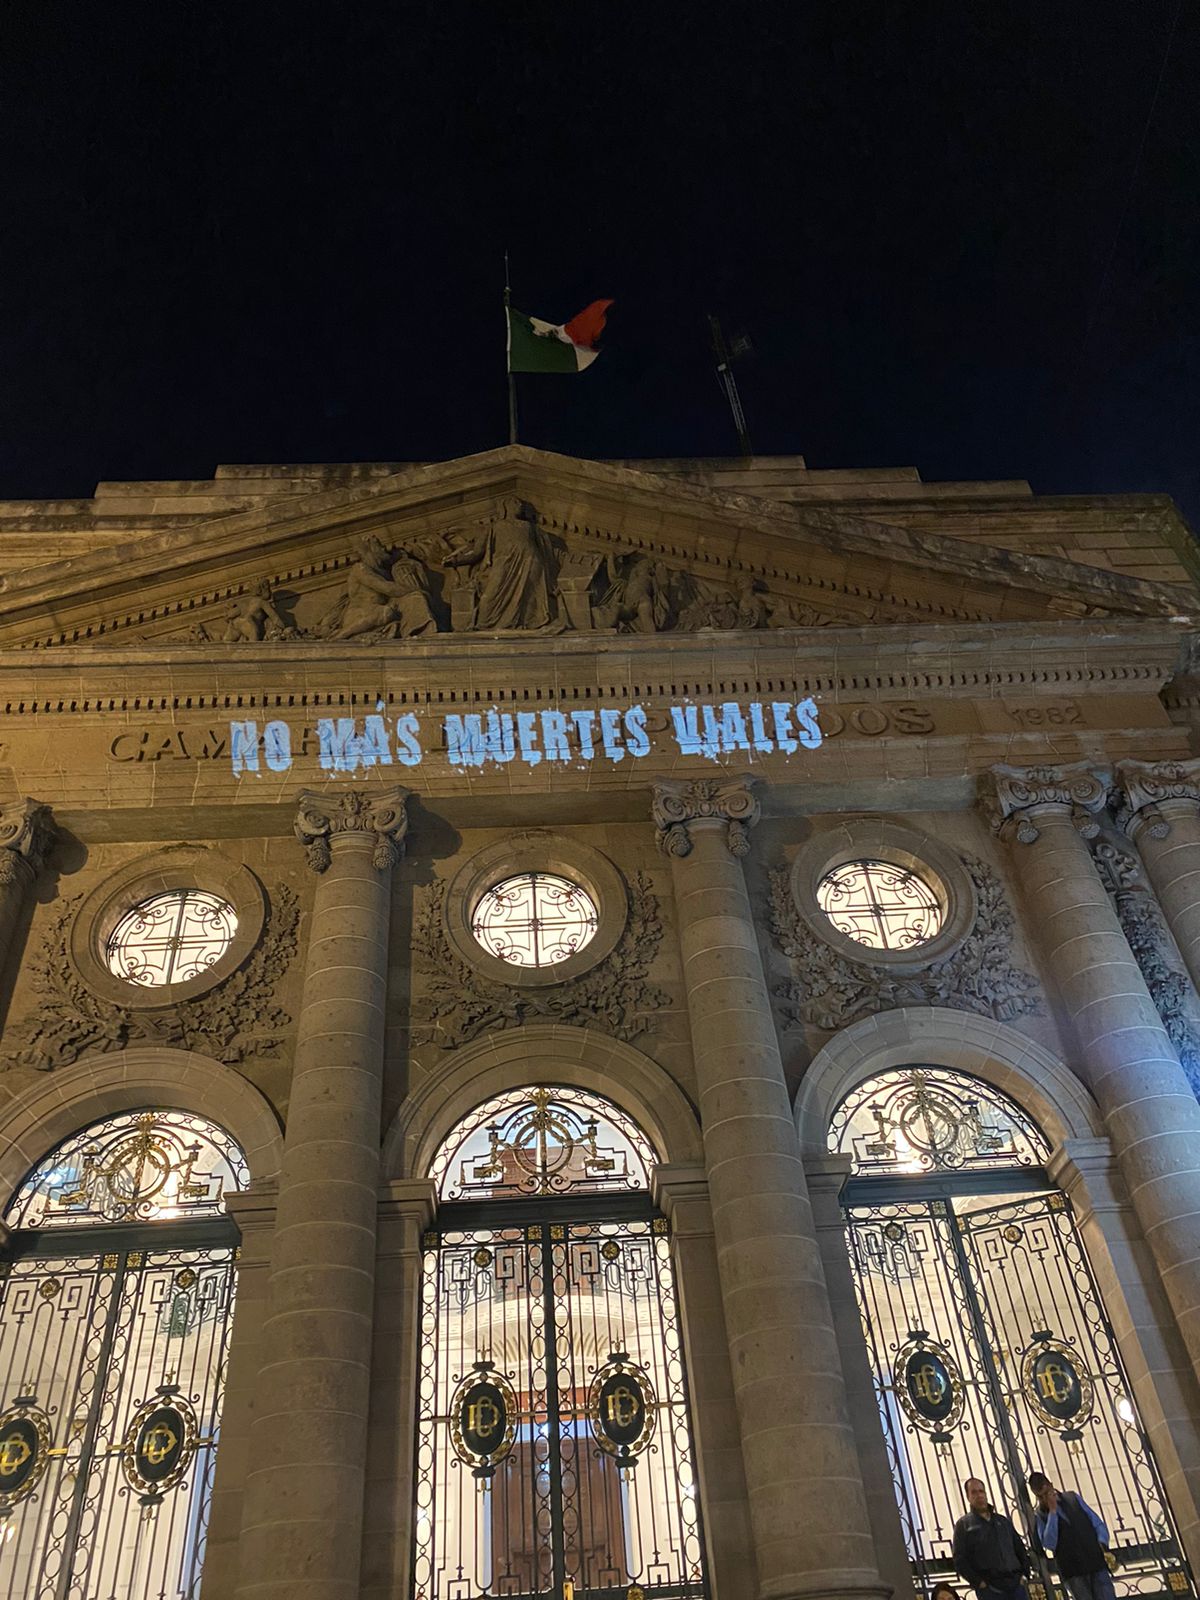 NO MÁS MUERTES VIALES
1982